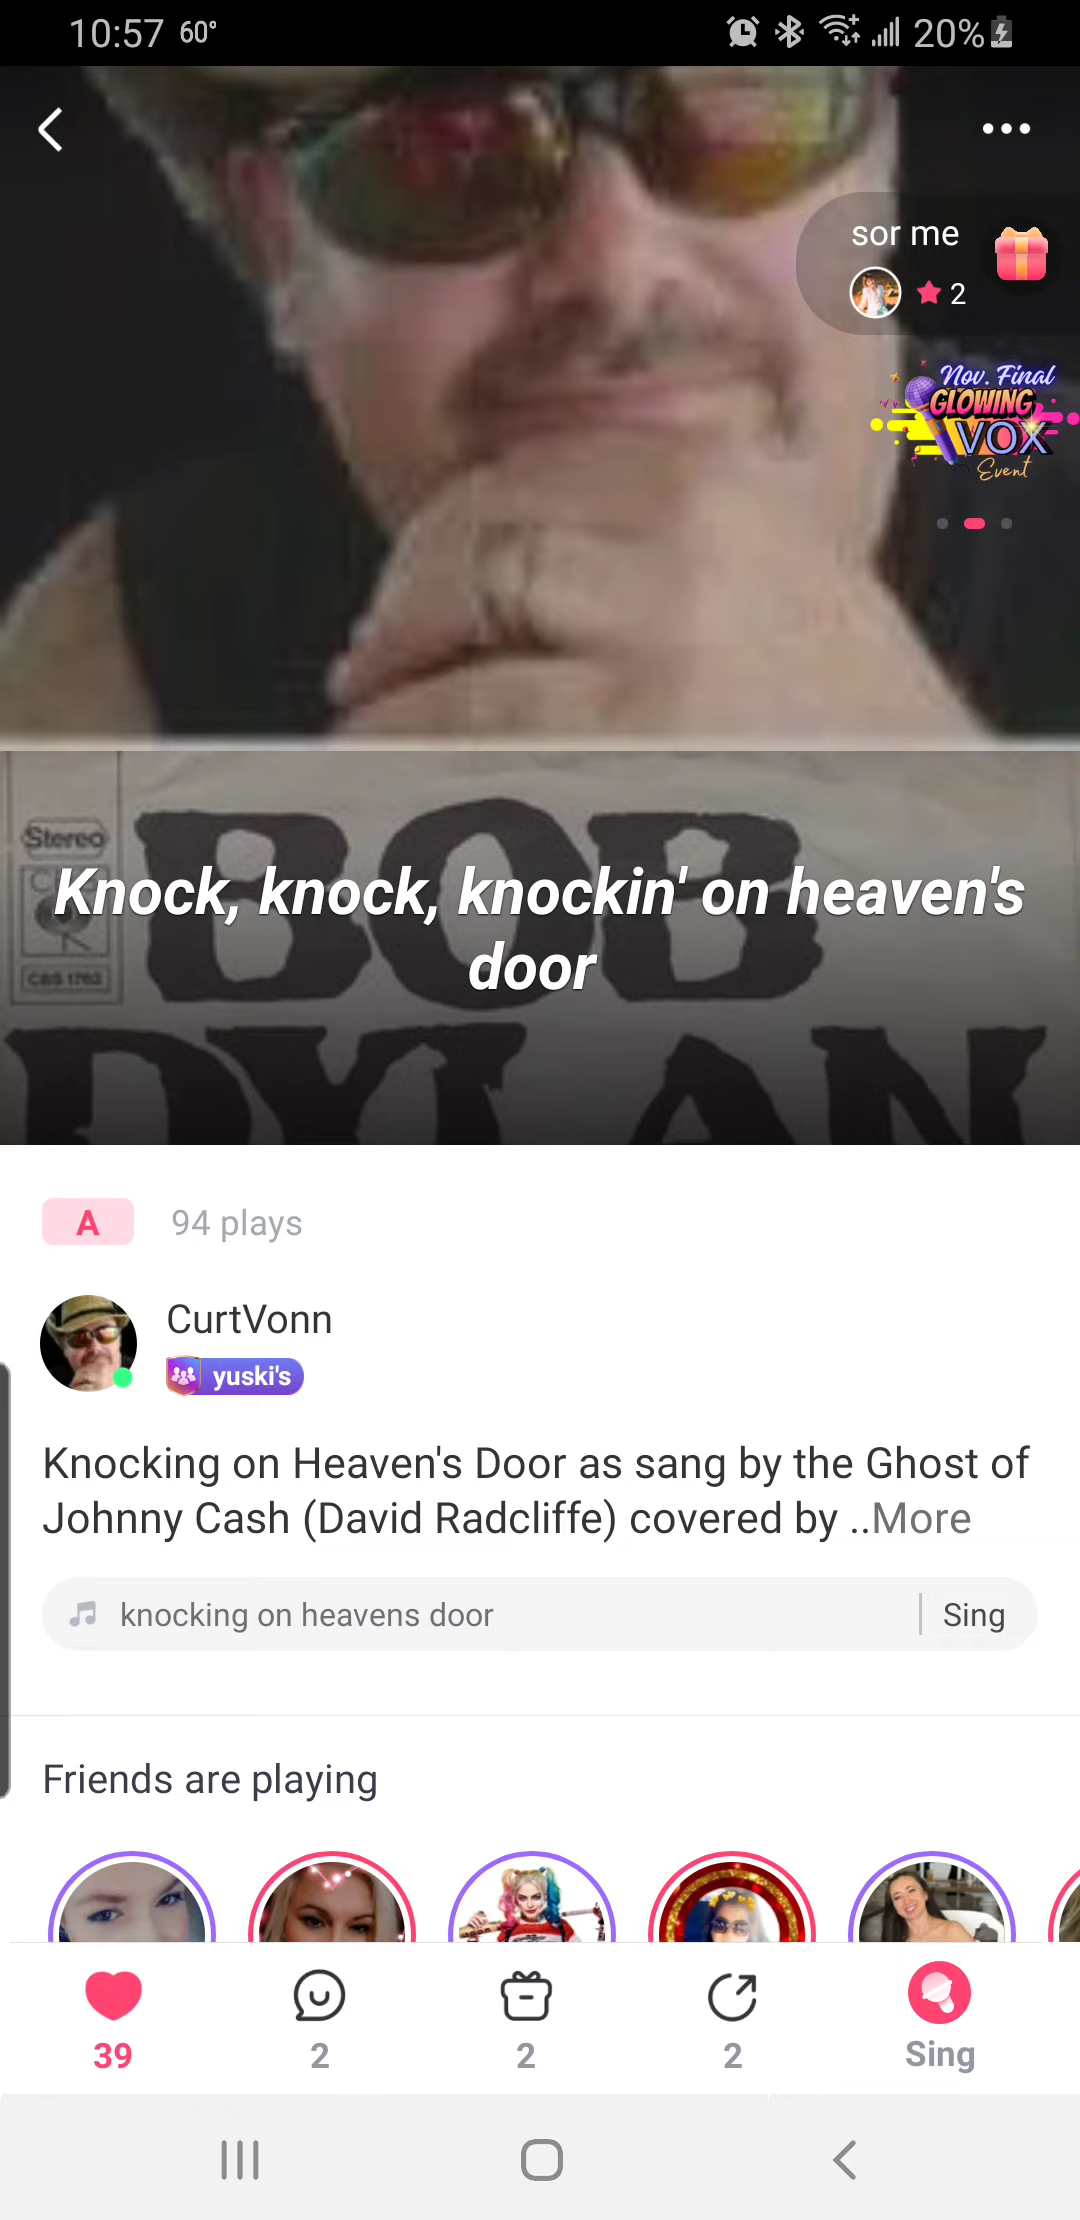 10:57 60° 20%
sor me
2
Nov. Final
GLOWING
VOX
Event
Stereo
BOB
Knock, knock, knockin' on heaven's
door
DYLAN
A 94 plays
CurtVonn
yuski's
Knocking on Heaven's Door as sang by the Ghost of
Johnny Cash (David Radcliffe) covered by ..More
knocking on heavens door Sing
Friends are playing
39 2 2 2 Sing